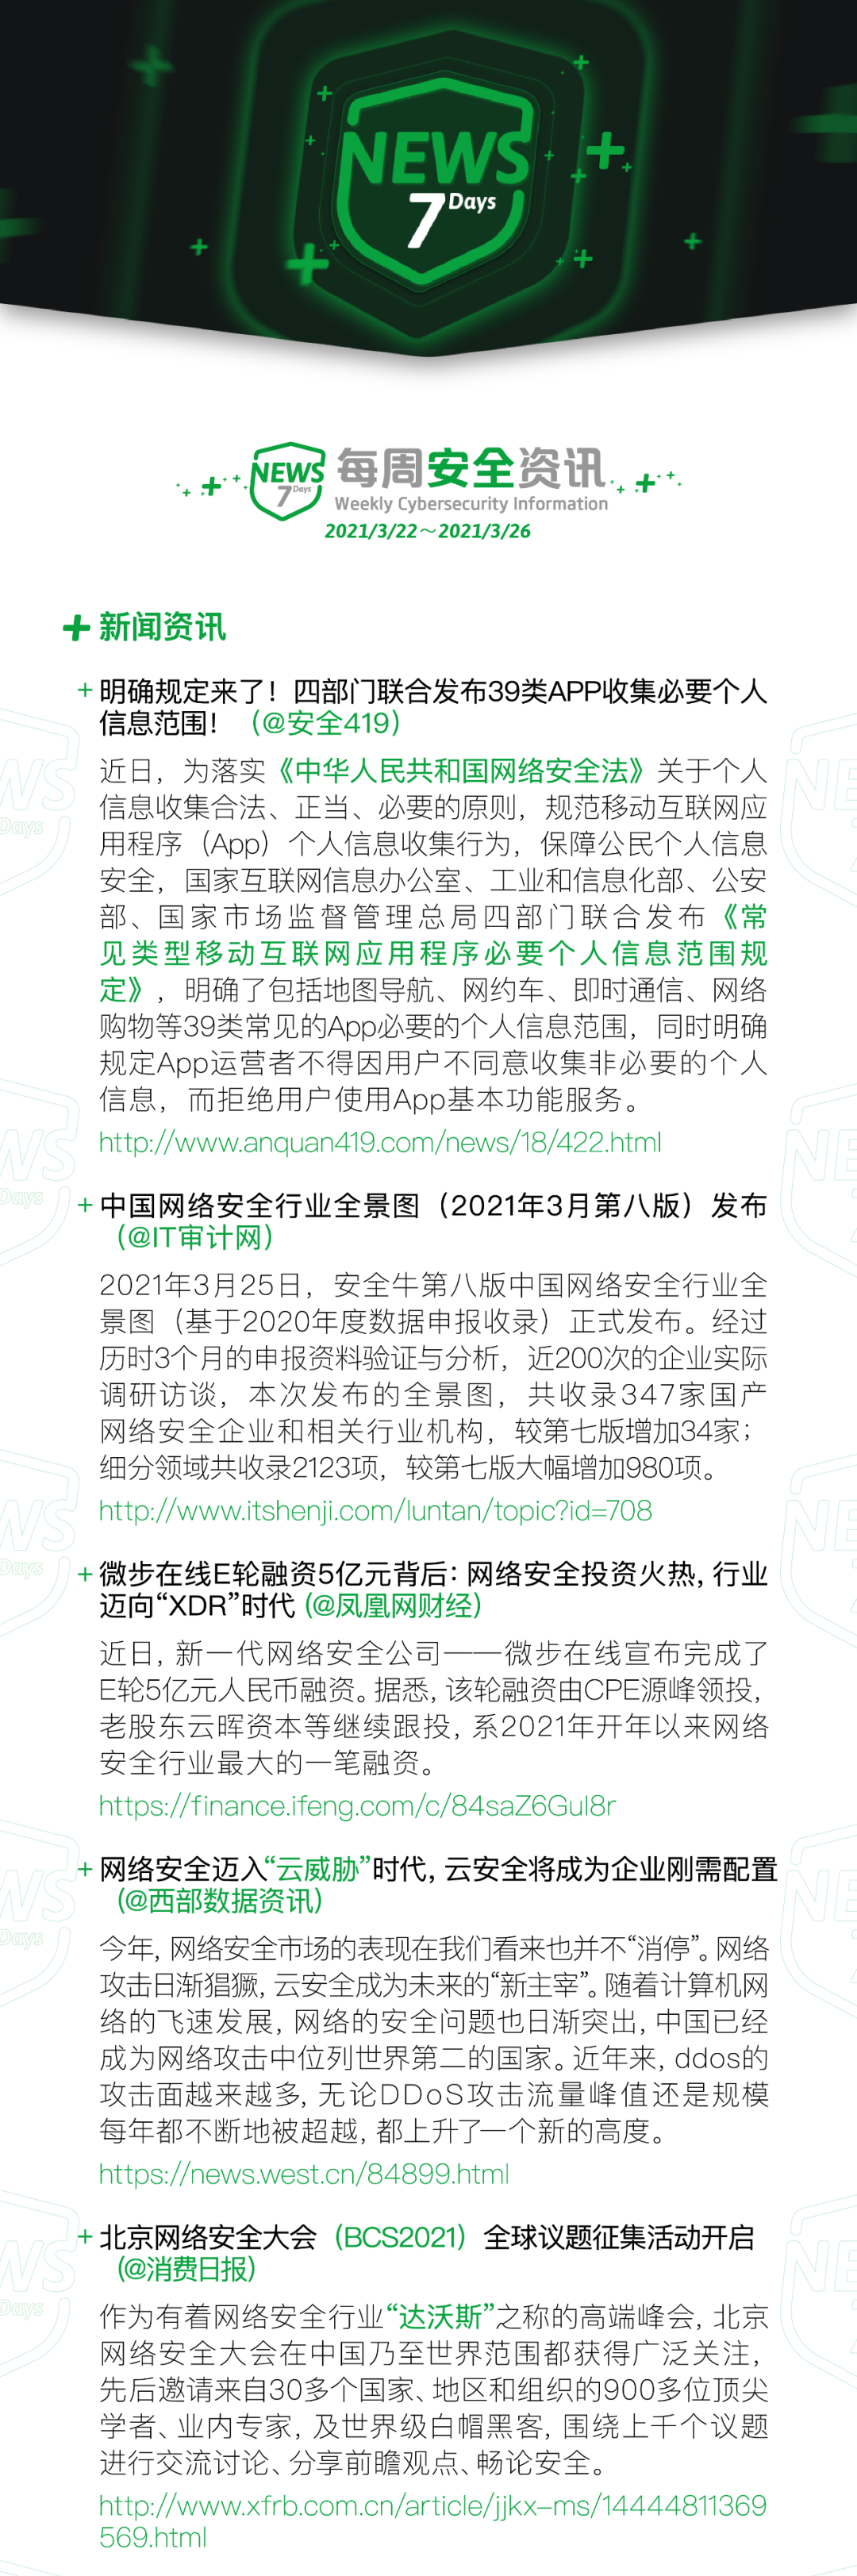 NEWS
7 Days
NEWS
7 Days
每周安全资讯
Weekly Cybersecurity Information
2021/3/22～2021/3/26
新闻资讯
明确规定来了！四部门联合发布39类APP收集必要个人
信息范围！（@安全419）
近日，为落实《中华人民共和国网络安全法》关于个人
信息收集合法、正当、必要的原则，规范移动互联网应
用程序（App）个人信息收集行为，保障公民个人信息
安全，国家互联网信息办公室、工业和信息化部、公安
部、国家市场监督管理总局四部门联合发布《常
见类型移动互联网应用程序必要个人信息范围规
定》，明确了包括地图导航、网约车、即时通信、网络
购物等39类常见的App必要的个人信息范围，同时明确
规定App运营者不得因用户不同意收集非必要的个人
信息，而拒绝用户使用App基本功能服务。
http://www.anquan419.com/news/18/422.html
中国网络安全行业全景图（2021年3月第八版）发布
（@IT审计网）
2021年3月25日，安全牛第八版中国网络安全行业全
景图（基于2020年度数据申报收录）正式发布。经过
历时3个月的申报资料验证与分析，近200次的企业实际
调研访谈，本次发布的全景图，共收录347家国产
网络安全企业和相关行业机构，较第七版增加34家；
细分领域共收录2123项，较第七版大幅增加980项。
http://www.itshenji.com/luntan/topic?id=708
微步在线E轮融资5亿元背后：网络安全投资火热，行业
迈向“XDR”时代（@凤凰网财经）
近日，新一代网络安全公司——微步在线宣布完成了
E轮5亿元人民币融资。据悉，该轮融资由CPE源峰领投，
老股东云晖资本等继续跟投，系2021年开年以来网络
安全行业最大的一笔融资。
https://finance.ifeng.com/c/84saZ6GuI8r
网络安全迈入“云威胁”时代，云安全将成为企业刚需配置
（@西部数据资讯）
今年，网络安全市场的表现在我们看来也并不“消停”。网络
攻击日渐猖獗，云安全成为未来的“新主宰”。随着计算机网
络的飞速发展，网络的安全问题也日渐突出，中国已经
成为网络攻击中位列世界第二的国家。近年来，ddos的
攻击面越来越多，无论DDoS攻击流量峰值还是规模
每年都不断地被超越，都上升了一个新的高度。
https://news.west.cn/84899.html
北京网络安全大会（BCS2021）全球议题征集活动开启
（@消费日报）
作为有着网络安全行业“达沃斯”之称的高端峰会，北京
网络安全大会在中国乃至世界范围都获得广泛关注，
先后邀请来自30多个国家、地区和组织的900多位顶尖
学者、业内专家，及世界级白帽黑客，围绕上千个议题
进行交流讨论、分享前瞻观点、畅论安全。
http://www.xfrb.com.cn/article/jjkx-ms/14444811369
569.html